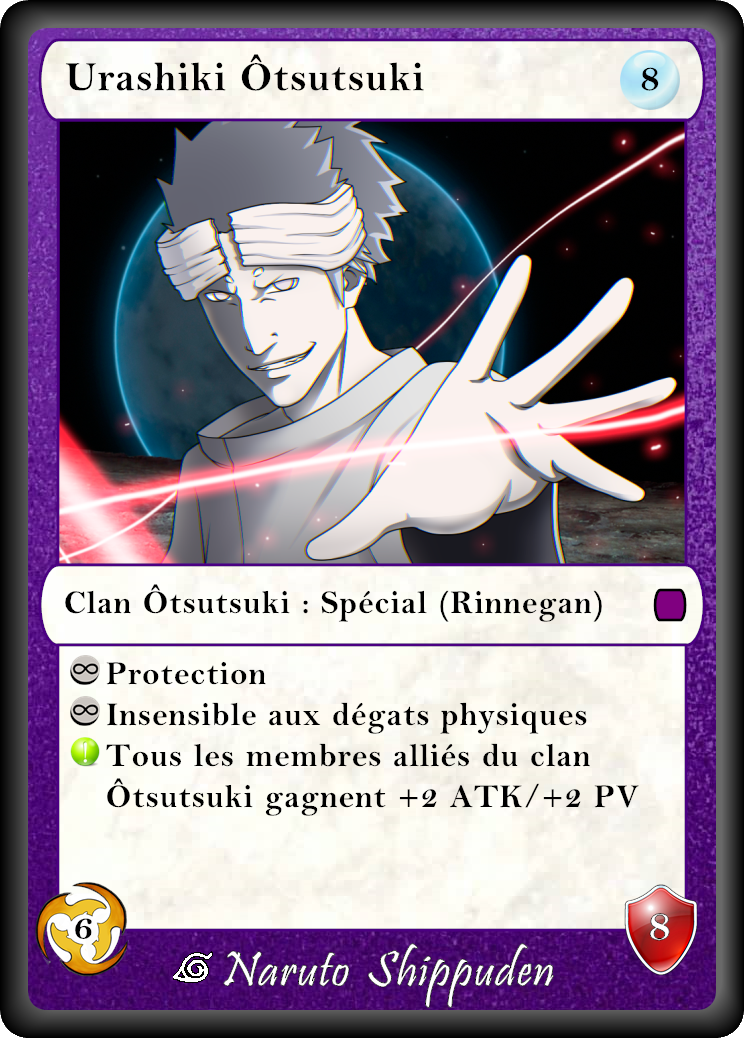 Urashiki Ôtsutsuki
8
Clan Ôtsutsuki : Spécial (Rinnegan)
∞ Protection
∞ Insensible aux dégats physiques
! Tous les membres alliés du clan
Ôtsutsuki gagnent +2 ATK/+2 PV
6
8
Naruto Shippuden